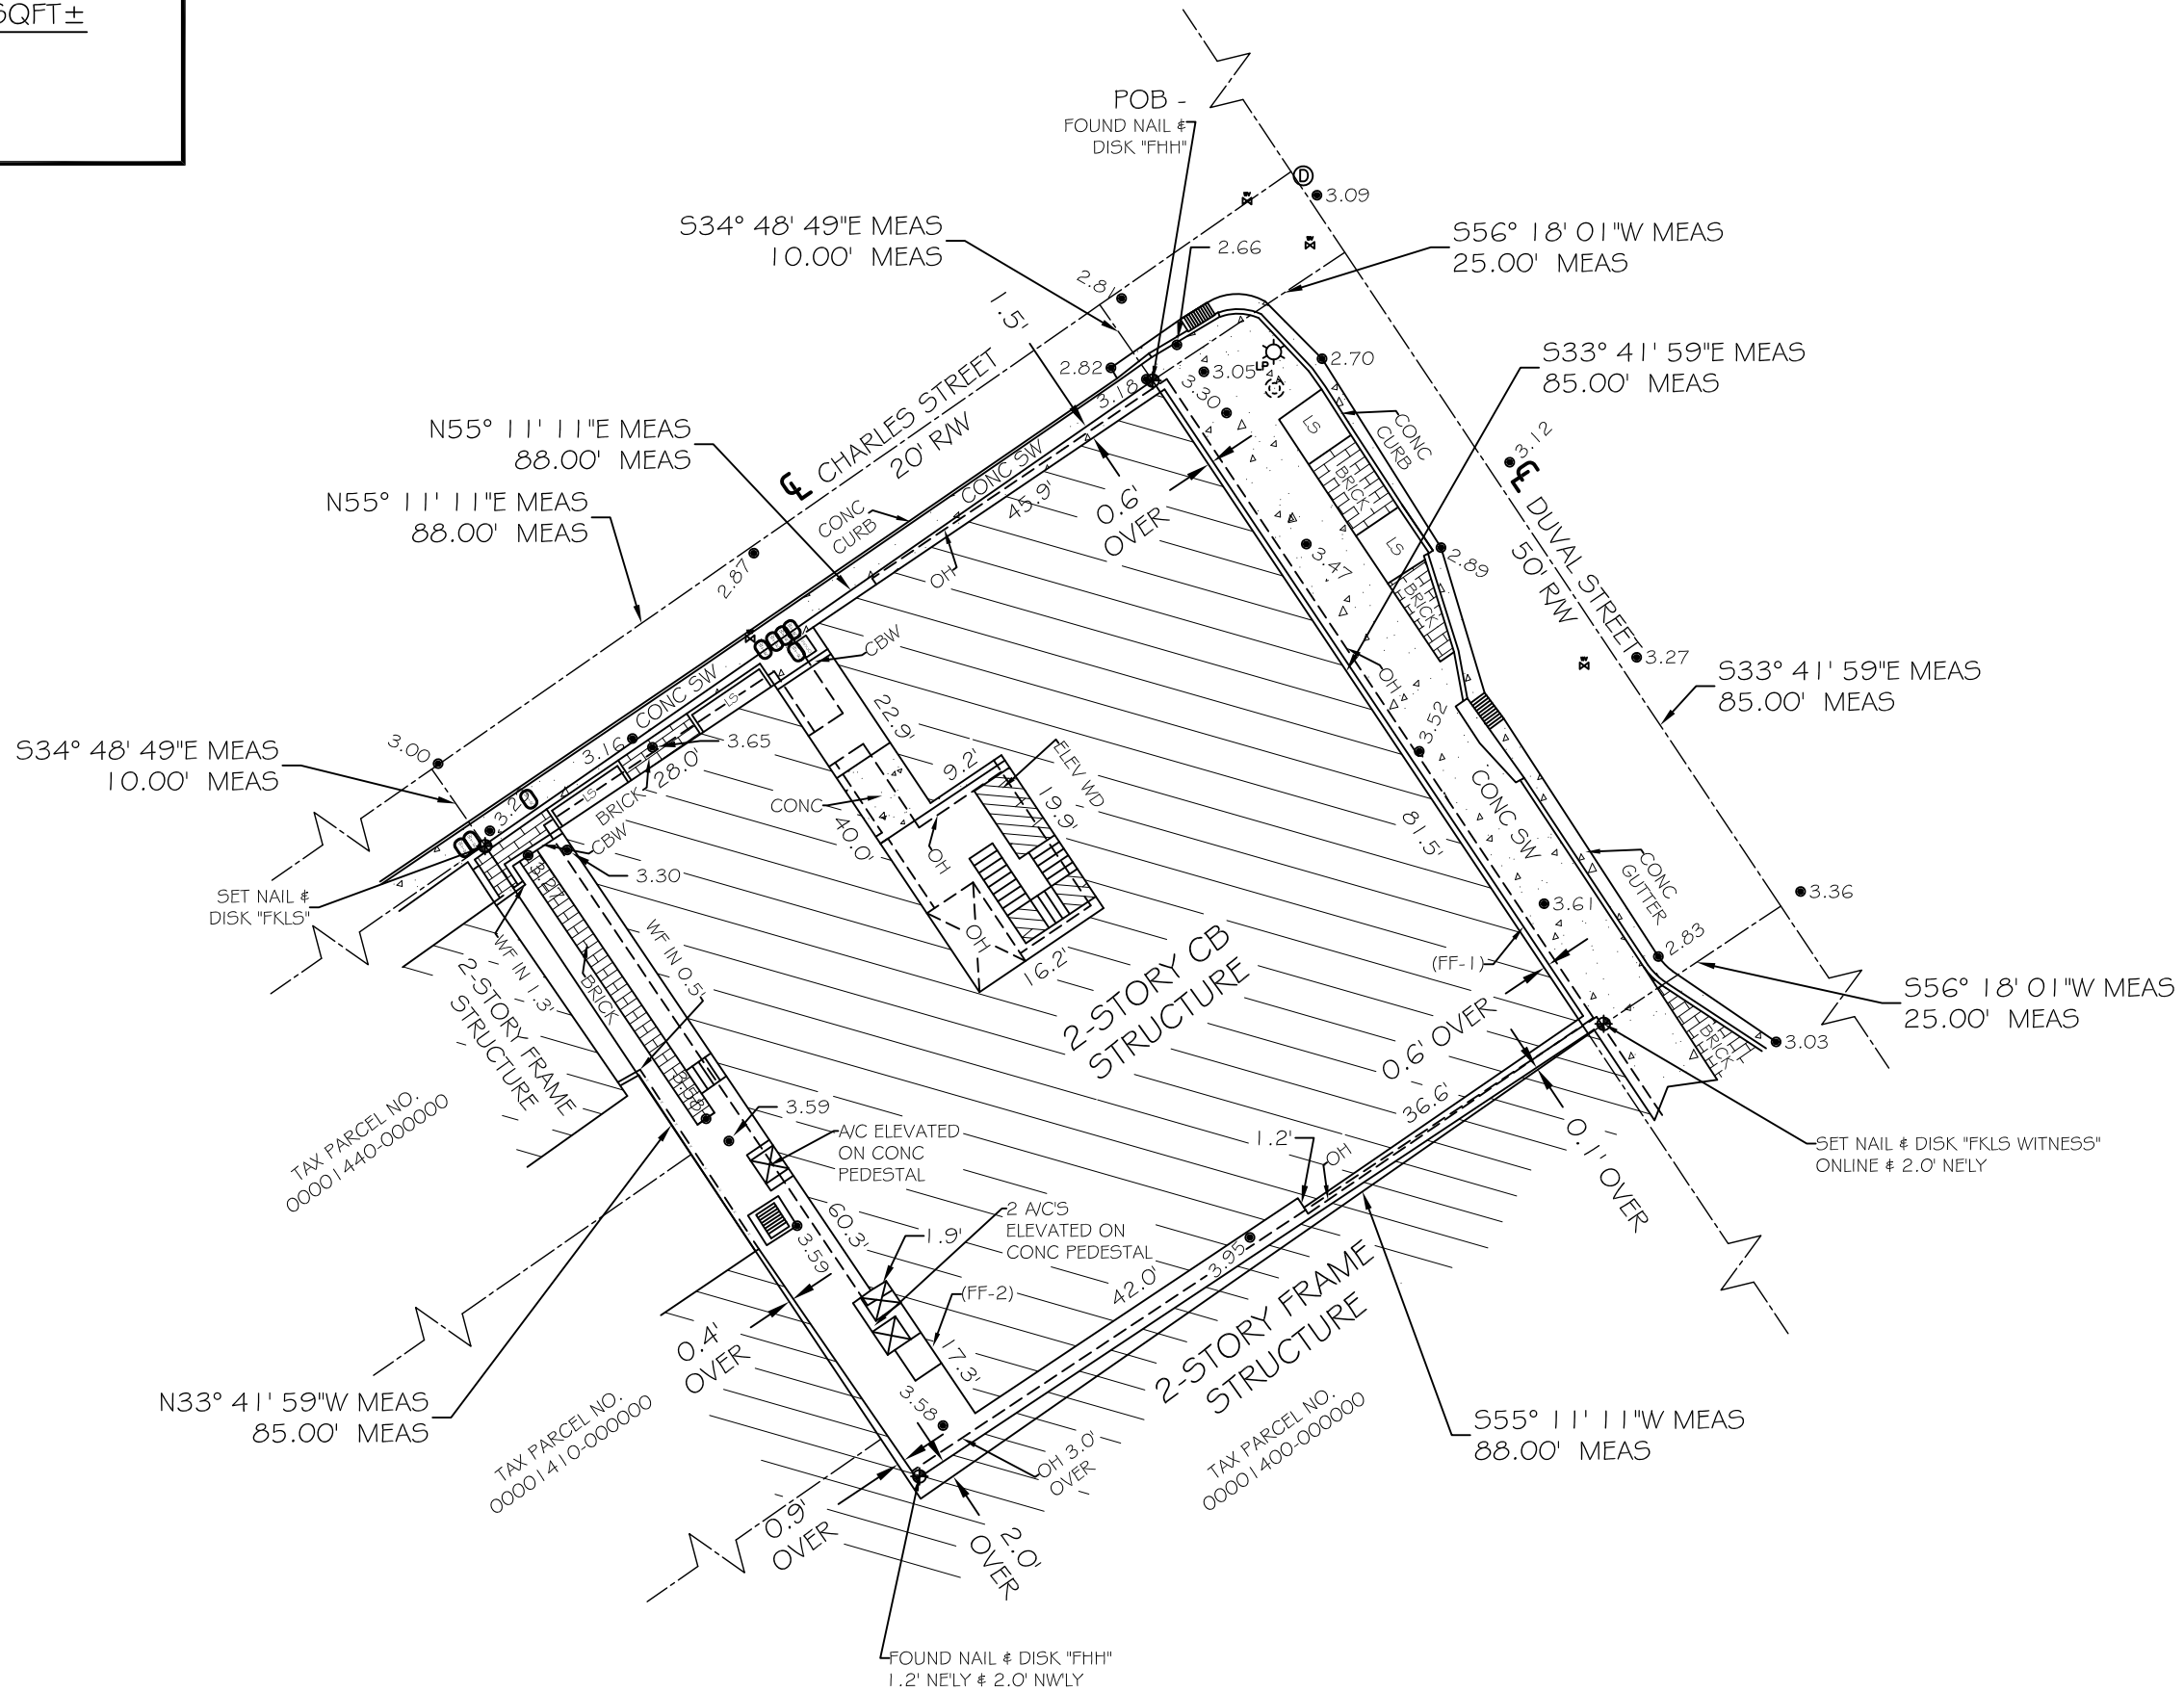 SQFT±
POB -
FOUND NAIL &
DISK "FHH"
S34° 48' 49"E MEAS
10.00' MEAS
2.66
3.09
S56° 18' 01"W MEAS
25.00' MEAS
2.81
1.5'
2.82
3.18
3.05
LP
3.30
2.70
S33° 41' 59"E MEAS
85.00' MEAS
N55° 11' 11"E MEAS
88.00' MEAS
CHARLES STREET
20' R/W
CONC SW
45.9'
0.6'
OVER
LS
BRICK
LS
BRICK
CONC
CURB
3.12
DUVAL STREET
50' R/W
N55° 11' 11"E MEAS
88.00' MEAS
CONC
CURB
2.87
OH
3.47
2.89
3.27
S33° 41' 59"E MEAS
85.00' MEAS
CBW
OH
CONC SW
LS
22.9'
3.52
S34° 48' 49"E MEAS
10.00' MEAS
3.00
3.16
3.65
28.0'
BRICK
LS
CBW
9.2'
ELEV WD
19.9'
CONC
40.0'
OH
OH
16.2'
81.5'
CONC SW
CONC
GUTTER
3.36
SET NAIL &
DISK "FKLS"
3.30
3.27
WF IN 1.3'
BRICK
WF IN 0.5'
3.61
2.83
(FF-1)
S56° 18' 01"W MEAS
25.00' MEAS
2-STORY CB
STRUCTURE
2-STORY FRAME
STRUCTURE
0.6' OVER
BRICK
3.03
TAX PARCEL NO.
00001440-000000
3.59
A/C ELEVATED
ON CONC
PEDESTAL
36.6'
1.2'
OH
0.1' OVER
SET NAIL & DISK "FKLS WITNESS"
ONLINE & 2.0' NE'LY
60.3'
3.59
1.9'
2 A/C'S
ELEVATED ON
CONC PEDESTAL
(FF-2)
3.95
42.0'
2-STORY FRAME
STRUCTURE
17.3'
0.4'
OVER
N33° 41' 59"W MEAS
85.00' MEAS
3.58
TAX PARCEL NO.
00001410-000000
OH 3.0'
OVER
TAX PARCEL NO.
00001400-000000
S55° 11' 11"W MEAS
88.00' MEAS
0.9'
OVER
2.0'
OVER
FOUND NAIL & DISK "FHH"
1.2' NE'LY & 2.0' NW'LY